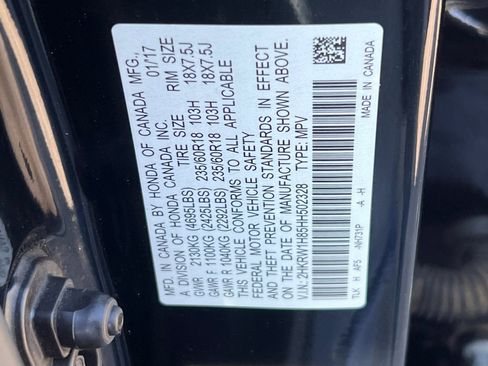 MFD. IN CANADA BY HONDA OF CANADA MFG.,
A DIVISION OF HONDA CANADA INC. 01/17
TIRE SIZE RIM SIZE
GVWR 2130KG (4695LBS)
GAWR F 1100KG (2425LBS) 235/60R18 103H 18X7.5J
GAWR R 1040KG (2292LBS) 235/60R18 103H 18X7.5J
THIS VEHICLE CONFORMS TO ALL APPLICABLE
FEDERAL MOTOR VEHICLE SAFETY
AND THEFT PREVENTION STANDARDS IN EFFECT
ON THE DATE OF MANUFACTURE SHOWN ABOVE.
V.I.N: 2HKRW1H85HH502328 TYPE: MPV
TLK H AF5 -NH731P -A -H MADE IN CANADA